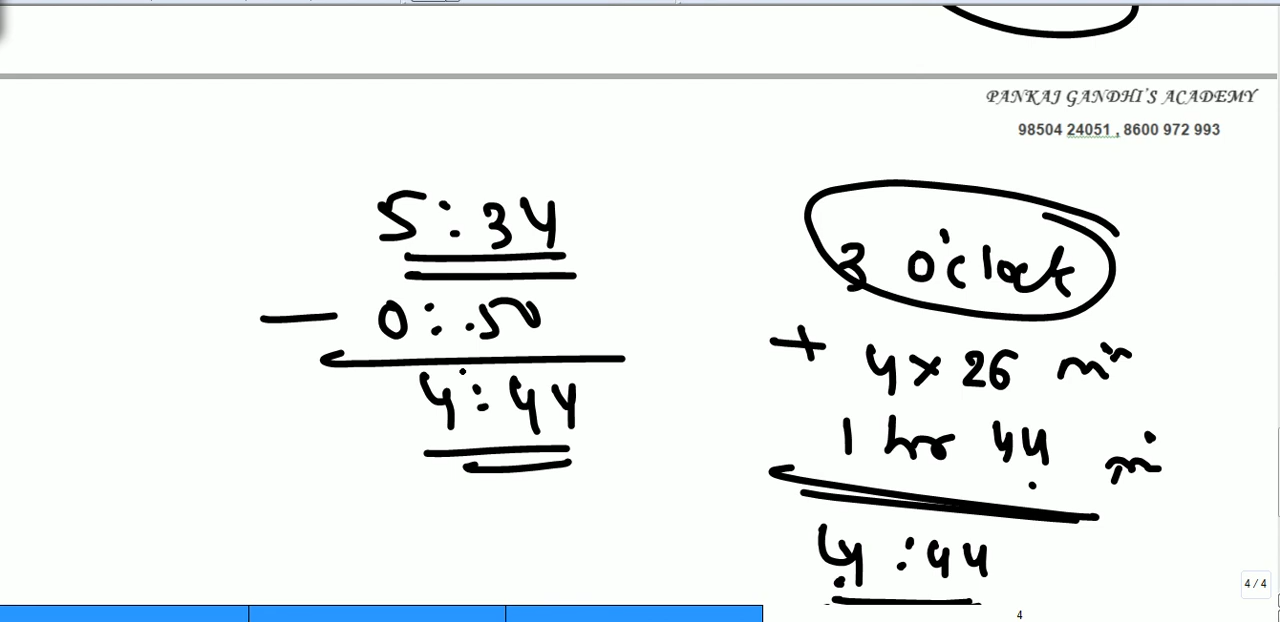 PANKAJ GANDHI'S ACADEMY
98504 24051 , 8600 972 993
5:34
— 0:.50
4:44
3 o'clock
+ 4 × 26 min
1 hr 44 m
4:44
4 / 4
4